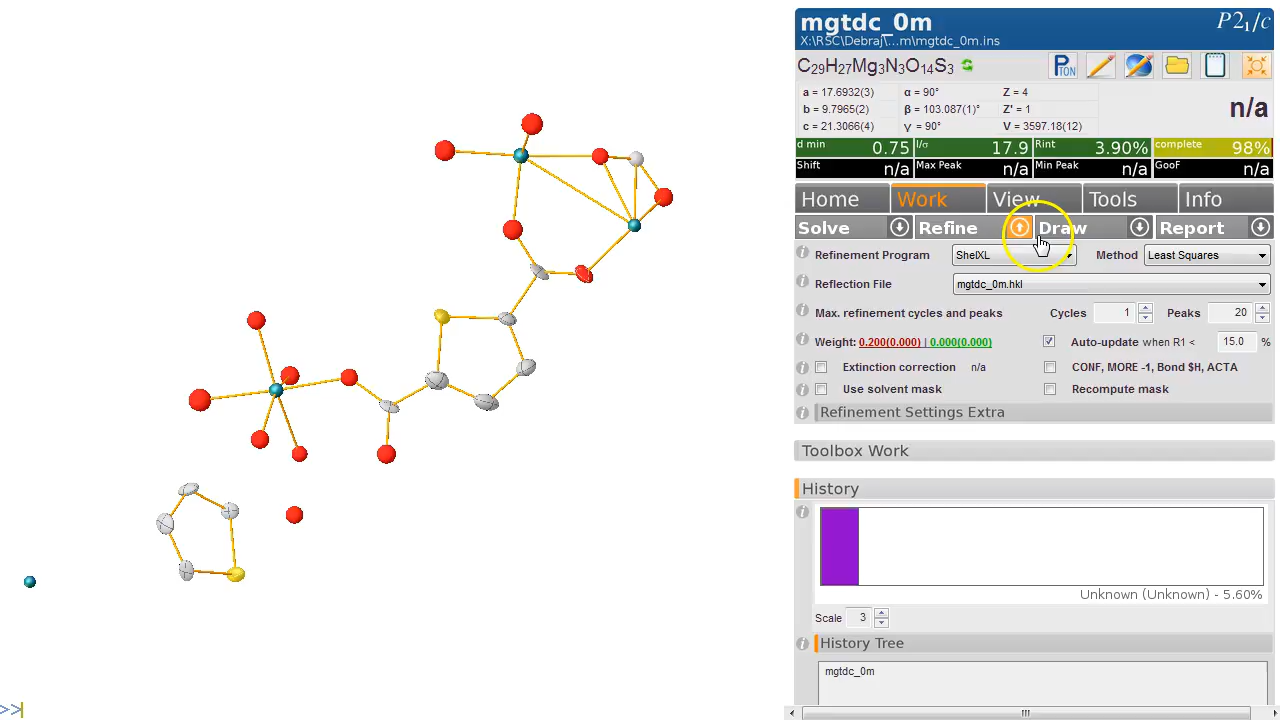 mgtdc_0m
P2₁/c
X:\RSC\Debraj\...m\mgtdc_0m.ins
C₂₉H₂₇Mg₃N₃O₁₄S₃
PTON
a = 17.6932(3) α = 90° Z = 4
b = 9.7965(2) β = 103.087(1)° Z' = 1
c = 21.3066(4) γ = 90° V = 3597.18(12)
n/a
d min 0.75 I/σ 17.9 Rint 3.90% complete 98%
Shift n/a Max Peak n/a Min Peak n/a GooF n/a
Home Work View Tools Info
Solve Refine Draw Report
Refinement Program ShelXL Method Least Squares
Reflection File mgtdc_0m.hkl
Max. refinement cycles and peaks Cycles 1 Peaks 20
Weight: 0.200(0.000) | 0.000(0.000) Auto-update when R1 < 15.0 %
Extinction correction n/a CONF, MORE -1, Bond $H, ACTA
Use solvent mask Recompute mask
Refinement Settings Extra
Toolbox Work
History
Unknown (Unknown) - 5.60%
Scale 3
History Tree
mgtdc_0m
>>